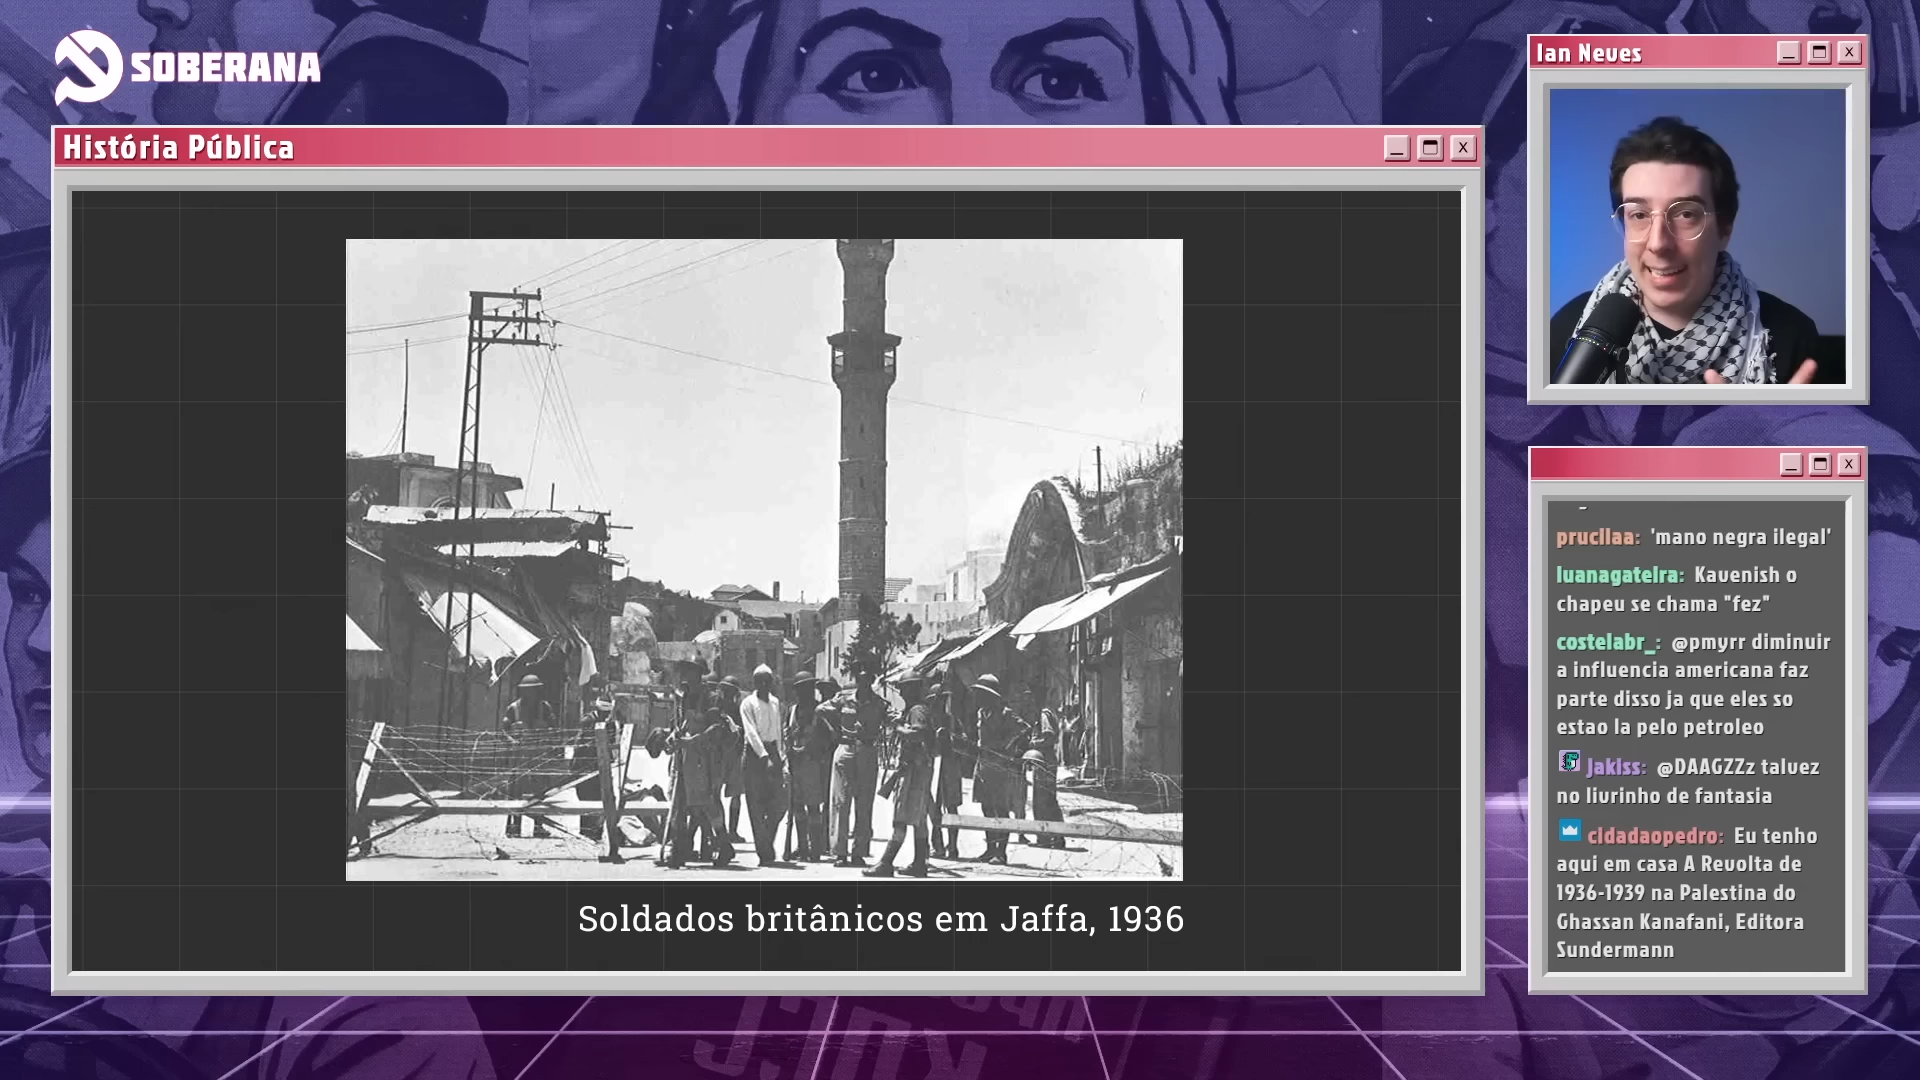 SOBERANA
História Pública
Soldados britânicos em Jaffa, 1936
Ian Neves
prucilaa: 'mano negra ilegal'
luanagateira: Kavenish o
chapeu se chama "fez"
costelabr_: @pmyrr diminuir
a influencia americana faz
parte disso ja que eles so
estao la pelo petroleo
Jakiss: @DAAGZZz talvez
no livrinho de fantasia
cidadaopedro: Eu tenho
aqui em casa A Revolta de
1936-1939 na Palestina do
Ghassan Kanafani, Editora
Sundermann